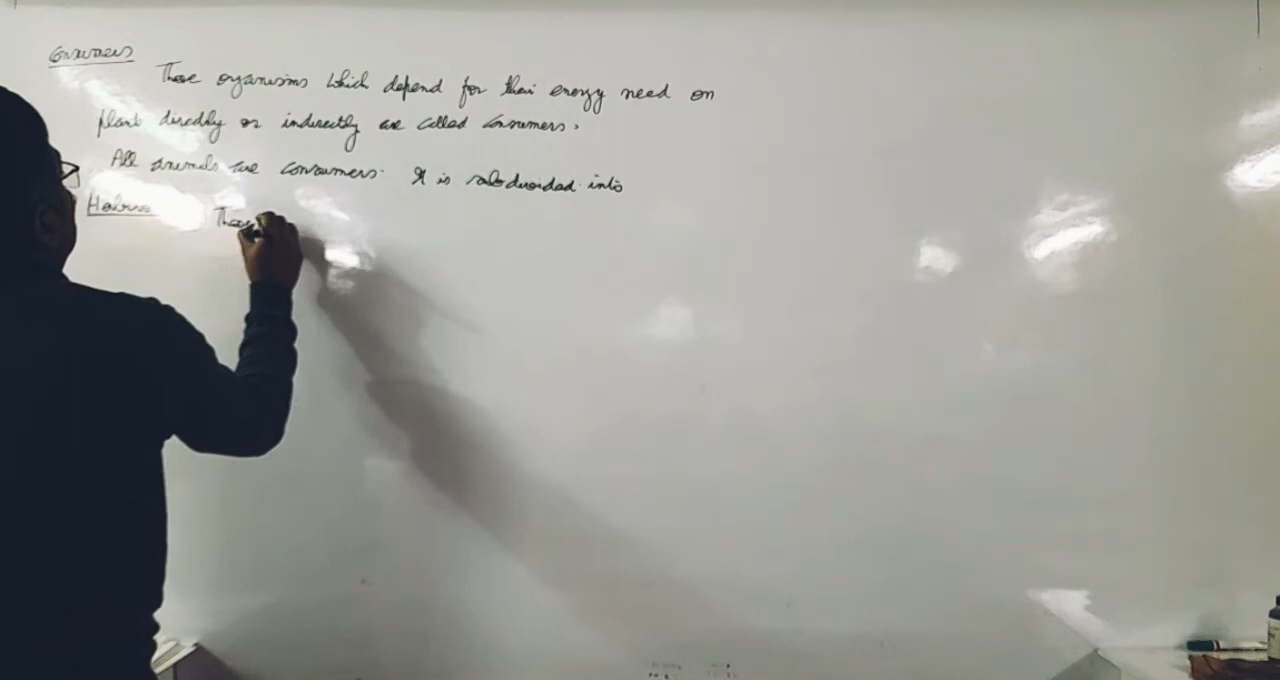 Consumers
Those organisms which depend for their energy need on
plant directly or indirectly are called consumers.
All animals are consumers. It is subdivided into
Those